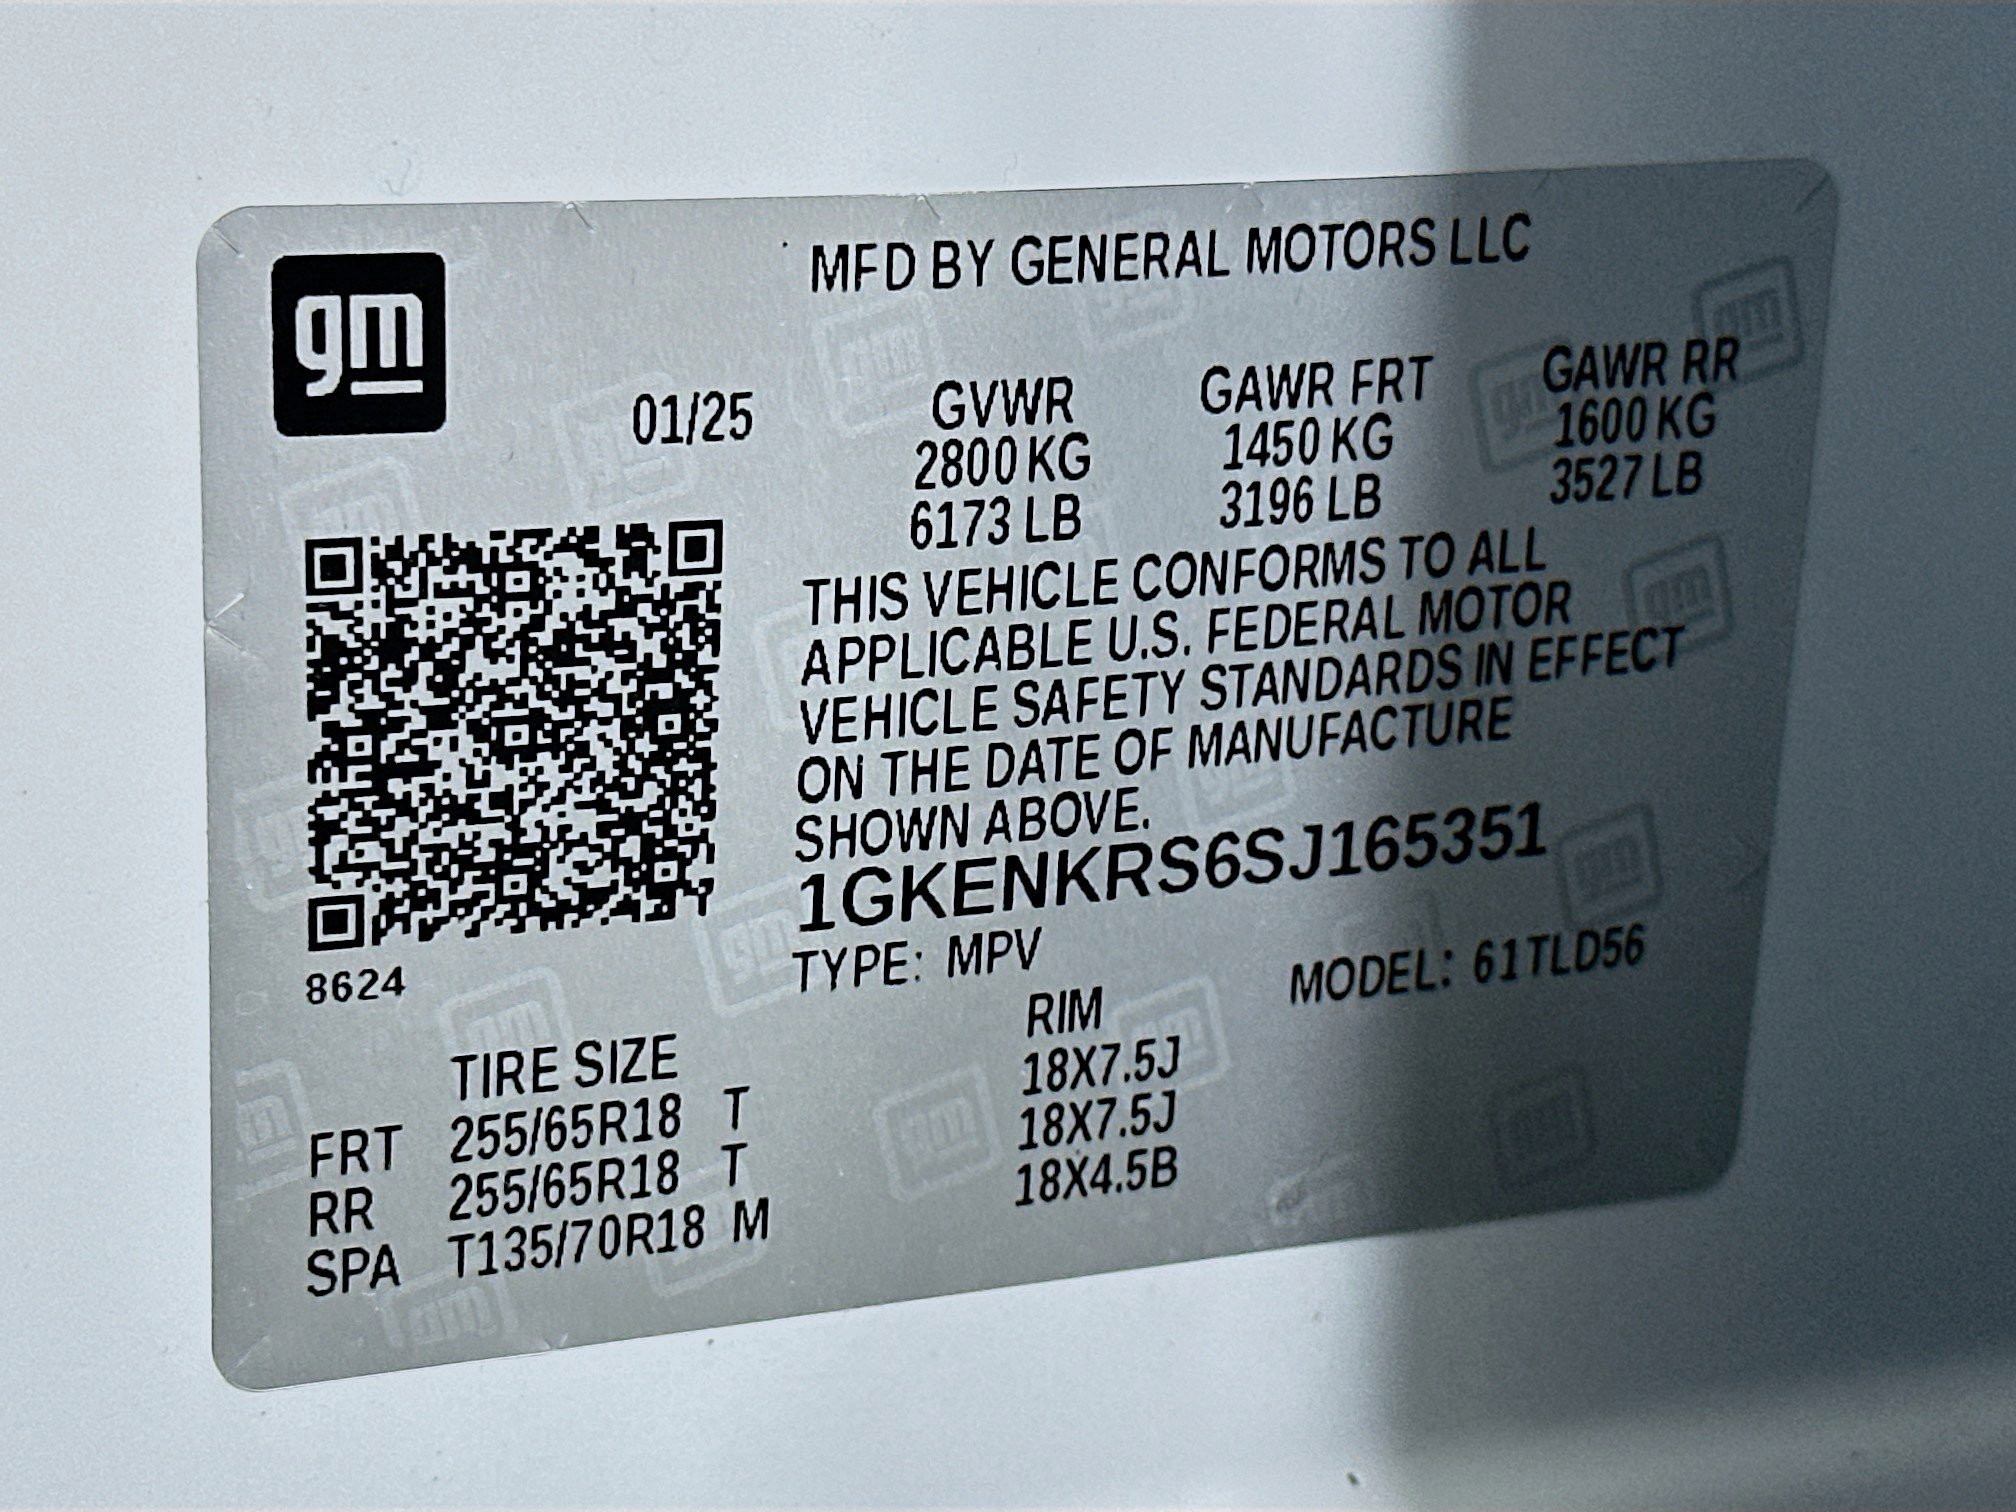 gm
MFD BY GENERAL MOTORS LLC
01/25
GVWR GAWR FRT GAWR RR
2800 KG 1450 KG 1600 KG
6173 LB 3196 LB 3527 LB
THIS VEHICLE CONFORMS TO ALL
APPLICABLE U.S. FEDERAL MOTOR
VEHICLE SAFETY STANDARDS IN EFFECT
ON THE DATE OF MANUFACTURE
SHOWN ABOVE.
1GKENKRS6SJ165351
TYPE: MPV MODEL: 61TLD56
8624
TIRE SIZE RIM
FRT 255/65R18 T 18X7.5J
RR 255/65R18 T 18X7.5J
SPA T135/70R18 M 18X4.5B